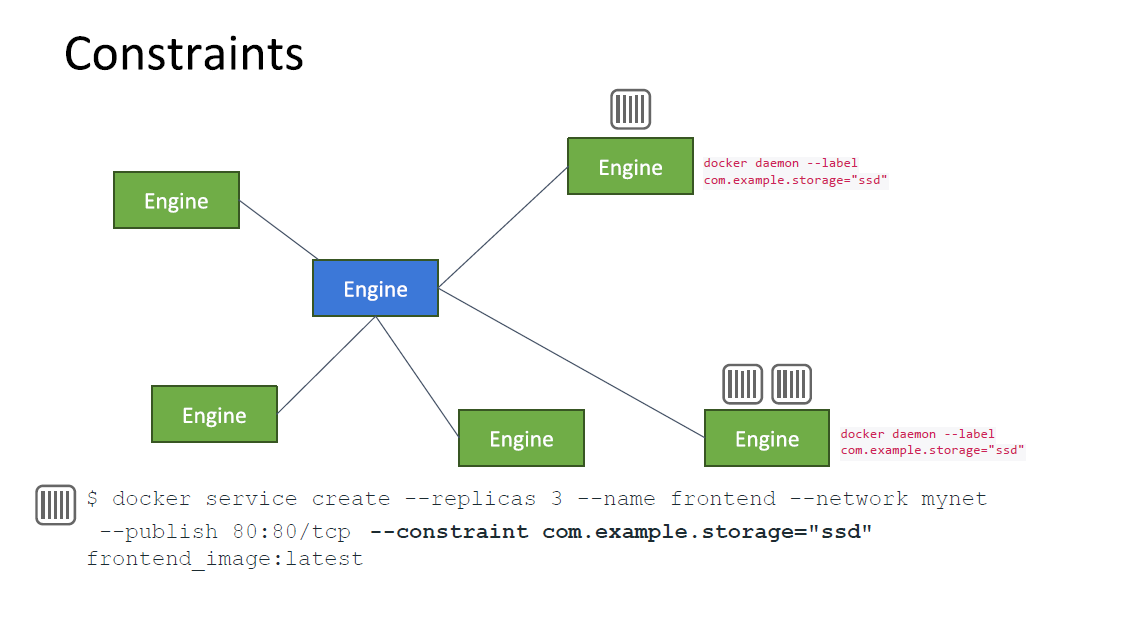 Constraints
Engine
docker daemon --label
com.example.storage="ssd"
Engine
Engine
Engine
Engine
Engine
docker daemon --label
com.example.storage="ssd"
$ docker service create --replicas 3 --name frontend --network mynet
--publish 80:80/tcp --constraint com.example.storage="ssd"
frontend_image:latest